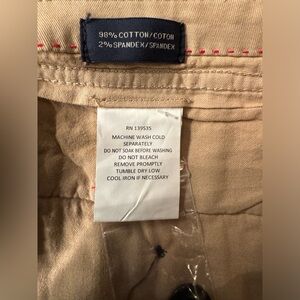 98% COTTON/COTON
2% SPANDEX/SPANDEX
RN 139535
MACHINE WASH COLD
SEPARATELY
DO NOT SOAK BEFORE WASHING
DO NOT BLEACH
REMOVE PROMPTLY
TUMBLE DRY LOW
COOL IRON IF NECESSARY